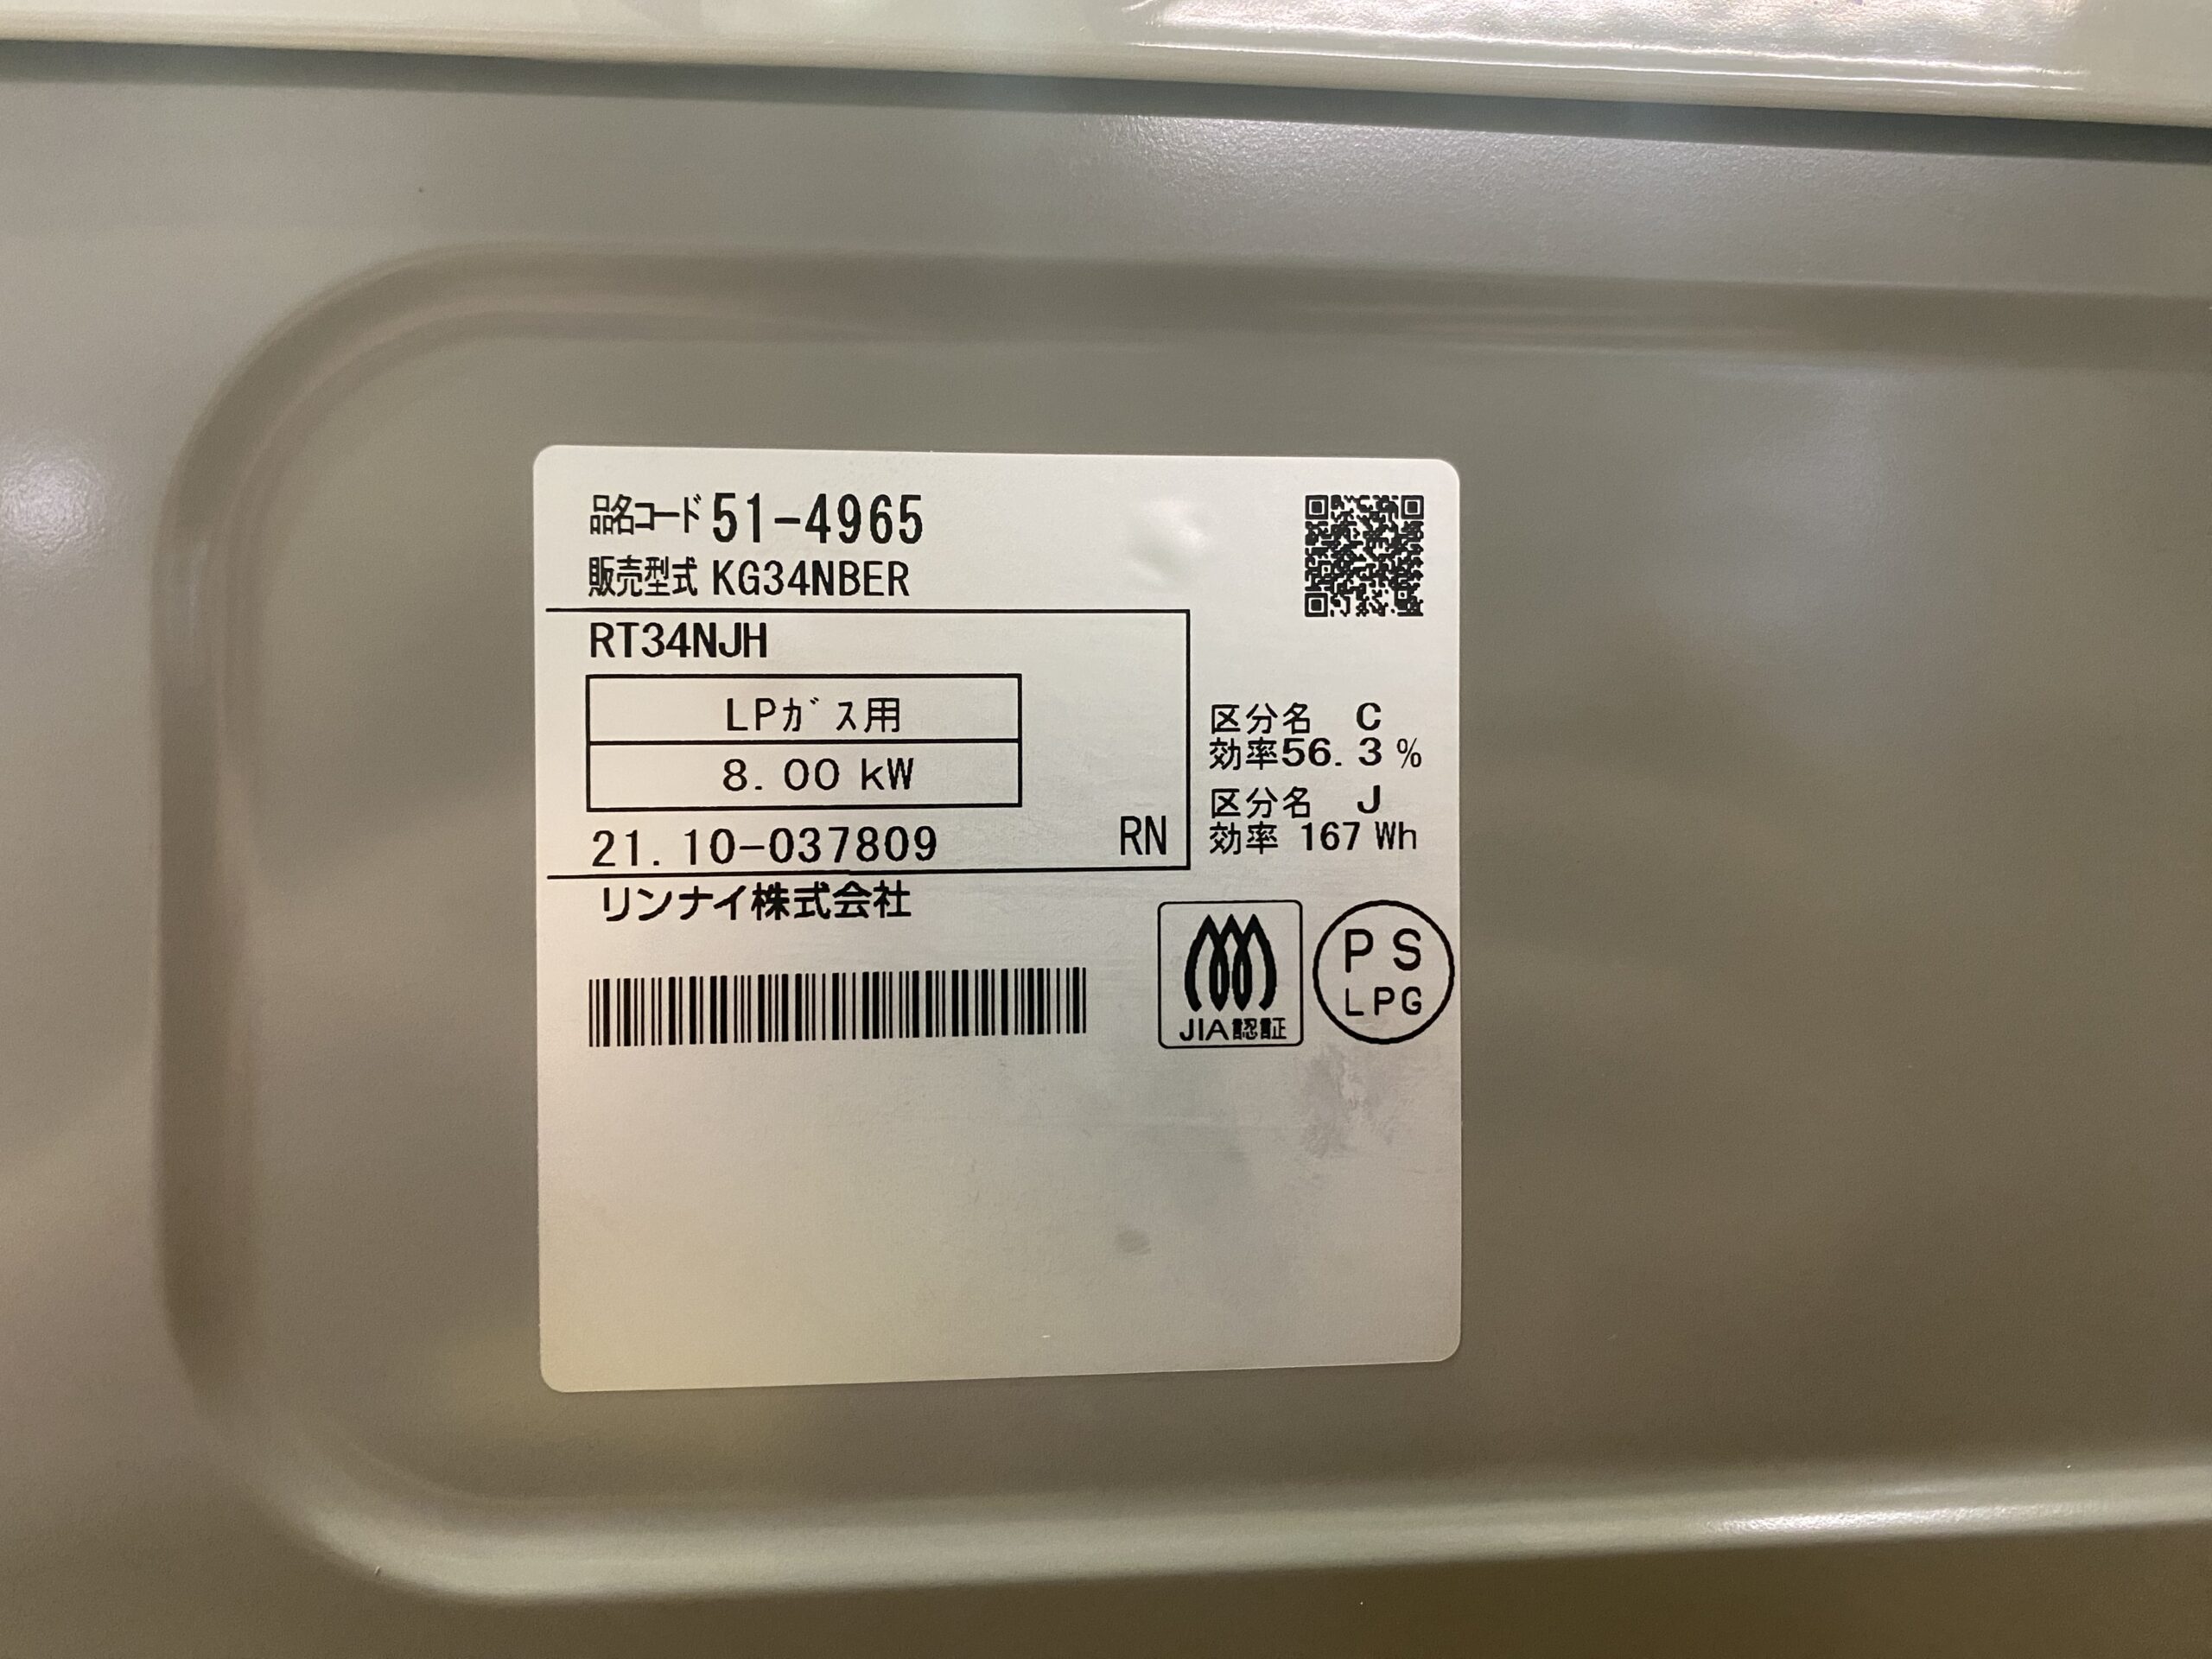 品名コード 51-4965
販売型式 KG34NBER
RT34NJH
LPガス用
8.00 kW
21.10-037809 RN
リンナイ株式会社
区分名 C
効率56.3 %
区分名 J
効率 167 Wh
JIA認証
PS
LPG